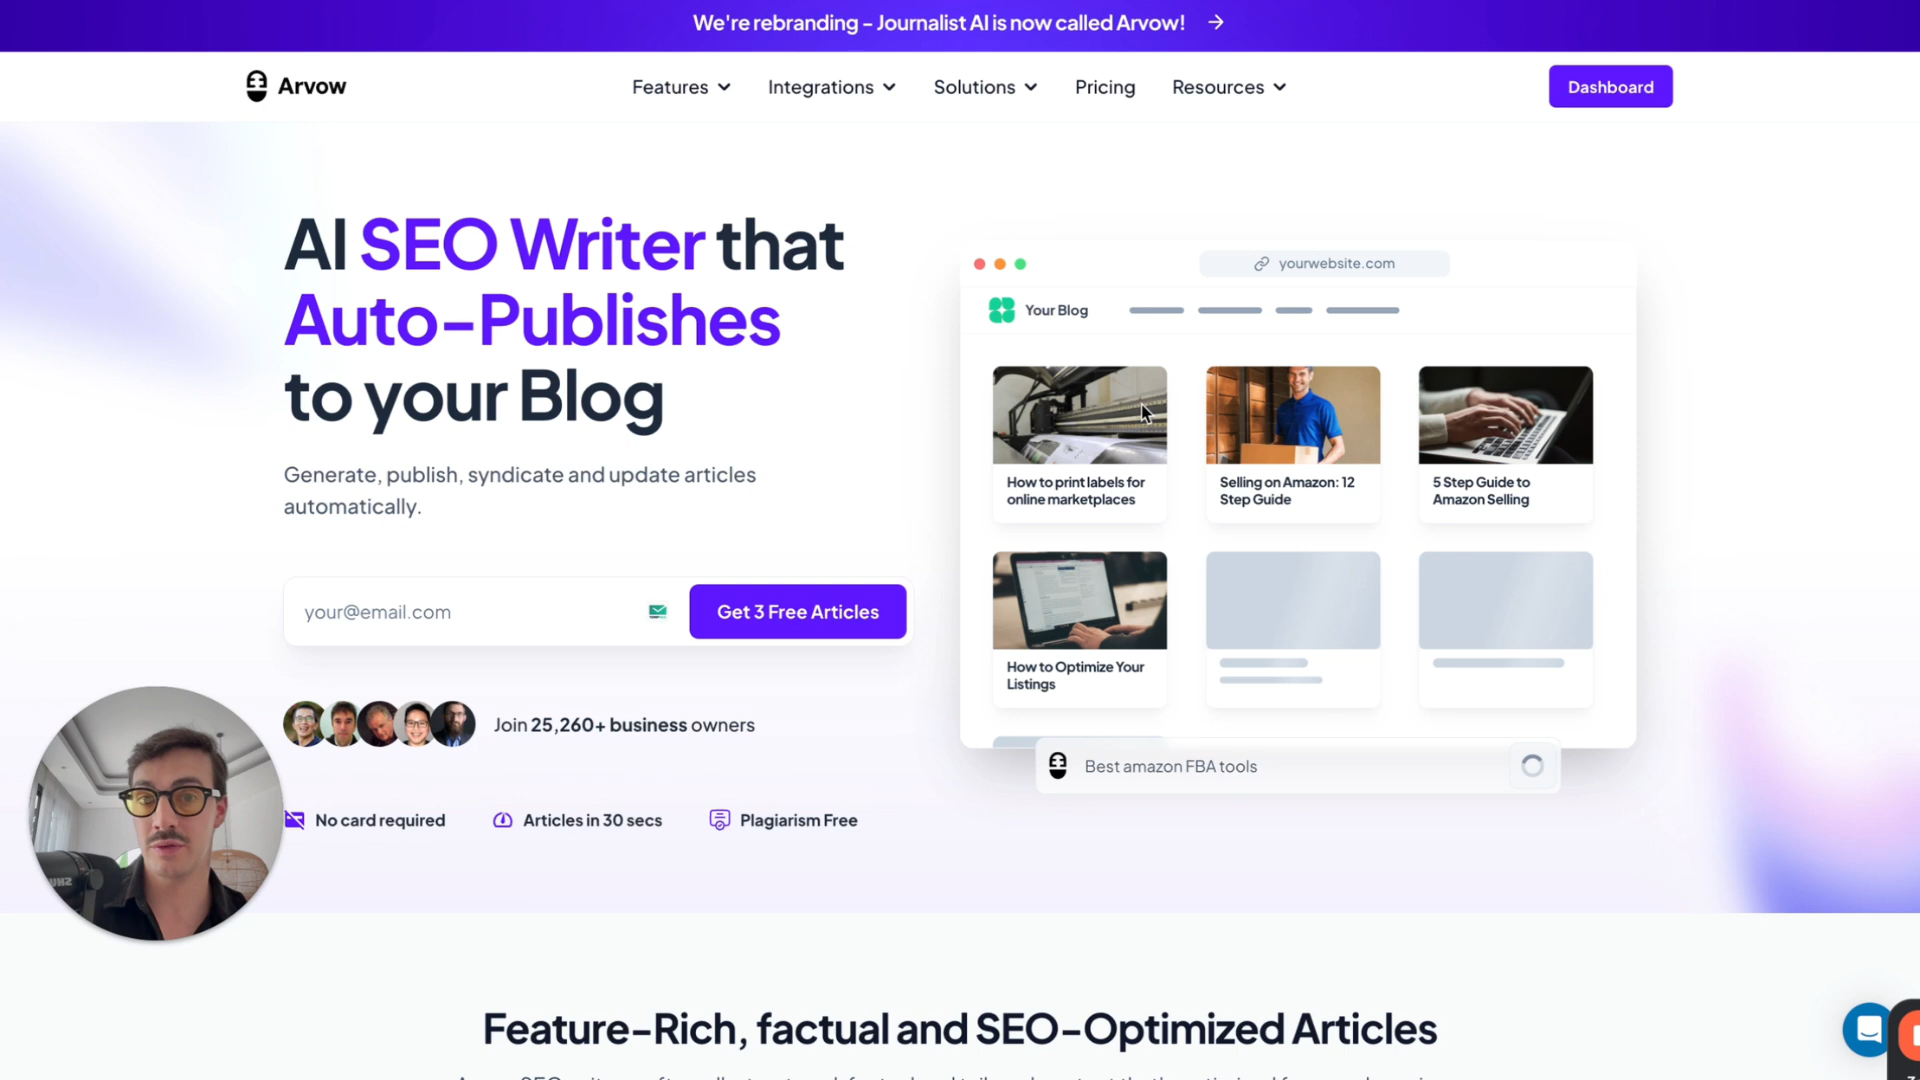 We're rebranding - Journalist AI is now called Arvow!
Arvow
Features
Integrations
Solutions
Pricing
Resources
Dashboard
AI SEO Writer that
Auto-Publishes
to your Blog
Generate, publish, syndicate and update articles
automatically.
your@email.com
Get 3 Free Articles
Join 25,260+ business owners
No card required
Articles in 30 secs
Plagiarism Free
yourwebsite.com
Your Blog
How to print labels for
online marketplaces
Selling on Amazon: 12
Step Guide
5 Step Guide to
Amazon Selling
How to Optimize Your
Listings
Best amazon FBA tools
Feature-Rich, factual and SEO-Optimized Articles